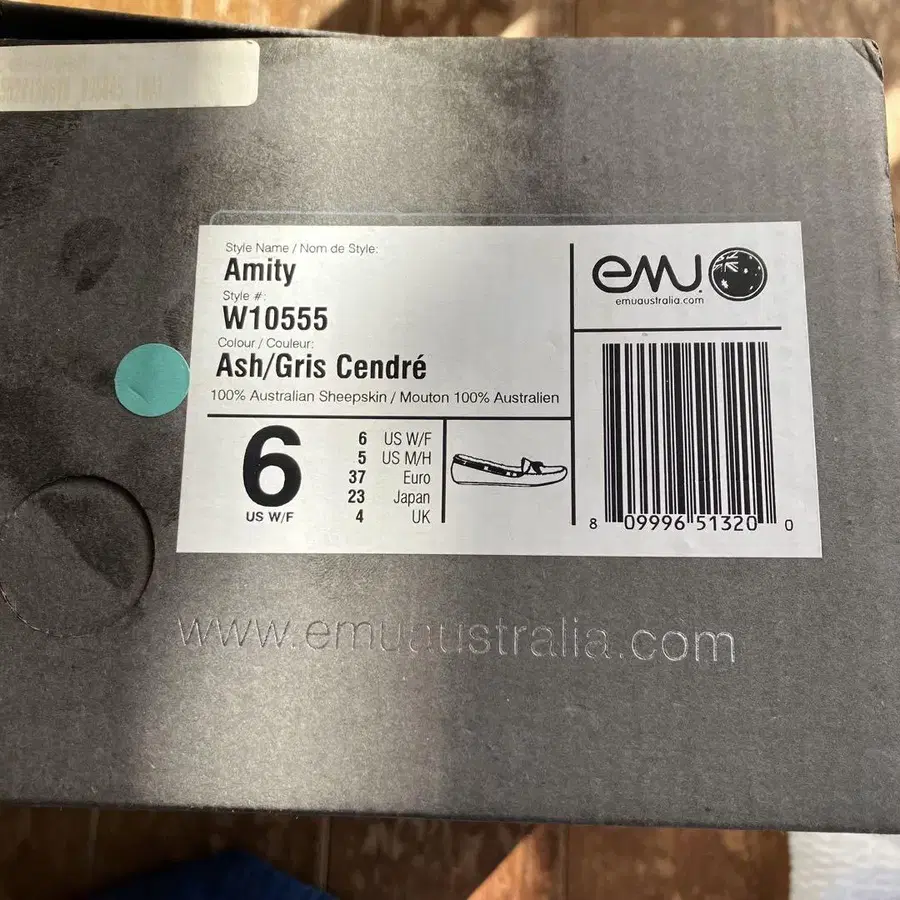 Style Name / Nom de Style:
Amity
Style #:
W10555
Colour / Couleur:
Ash/Gris Cendré
100% Australian Sheepskin / Mouton 100% Australien
6
US W/F
6 US W/F
5 US M/H
37 Euro
23 Japan
4 UK
emu
emuaustralia.com
8 09996 51320 0
www.emuaustralia.com